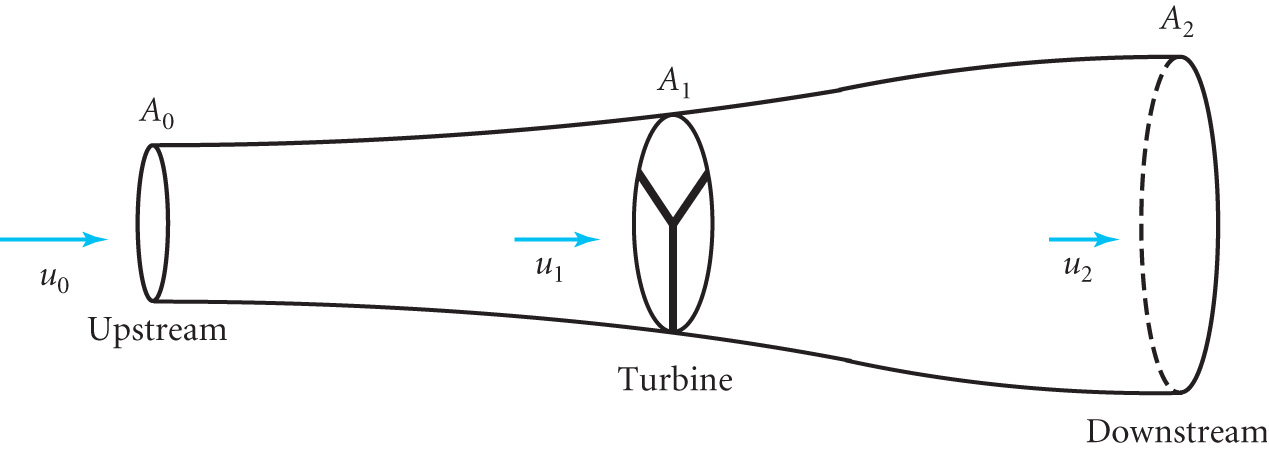 A₂
A₁
A₀
u₀
u₁
u₂
Upstream
Turbine
Downstream